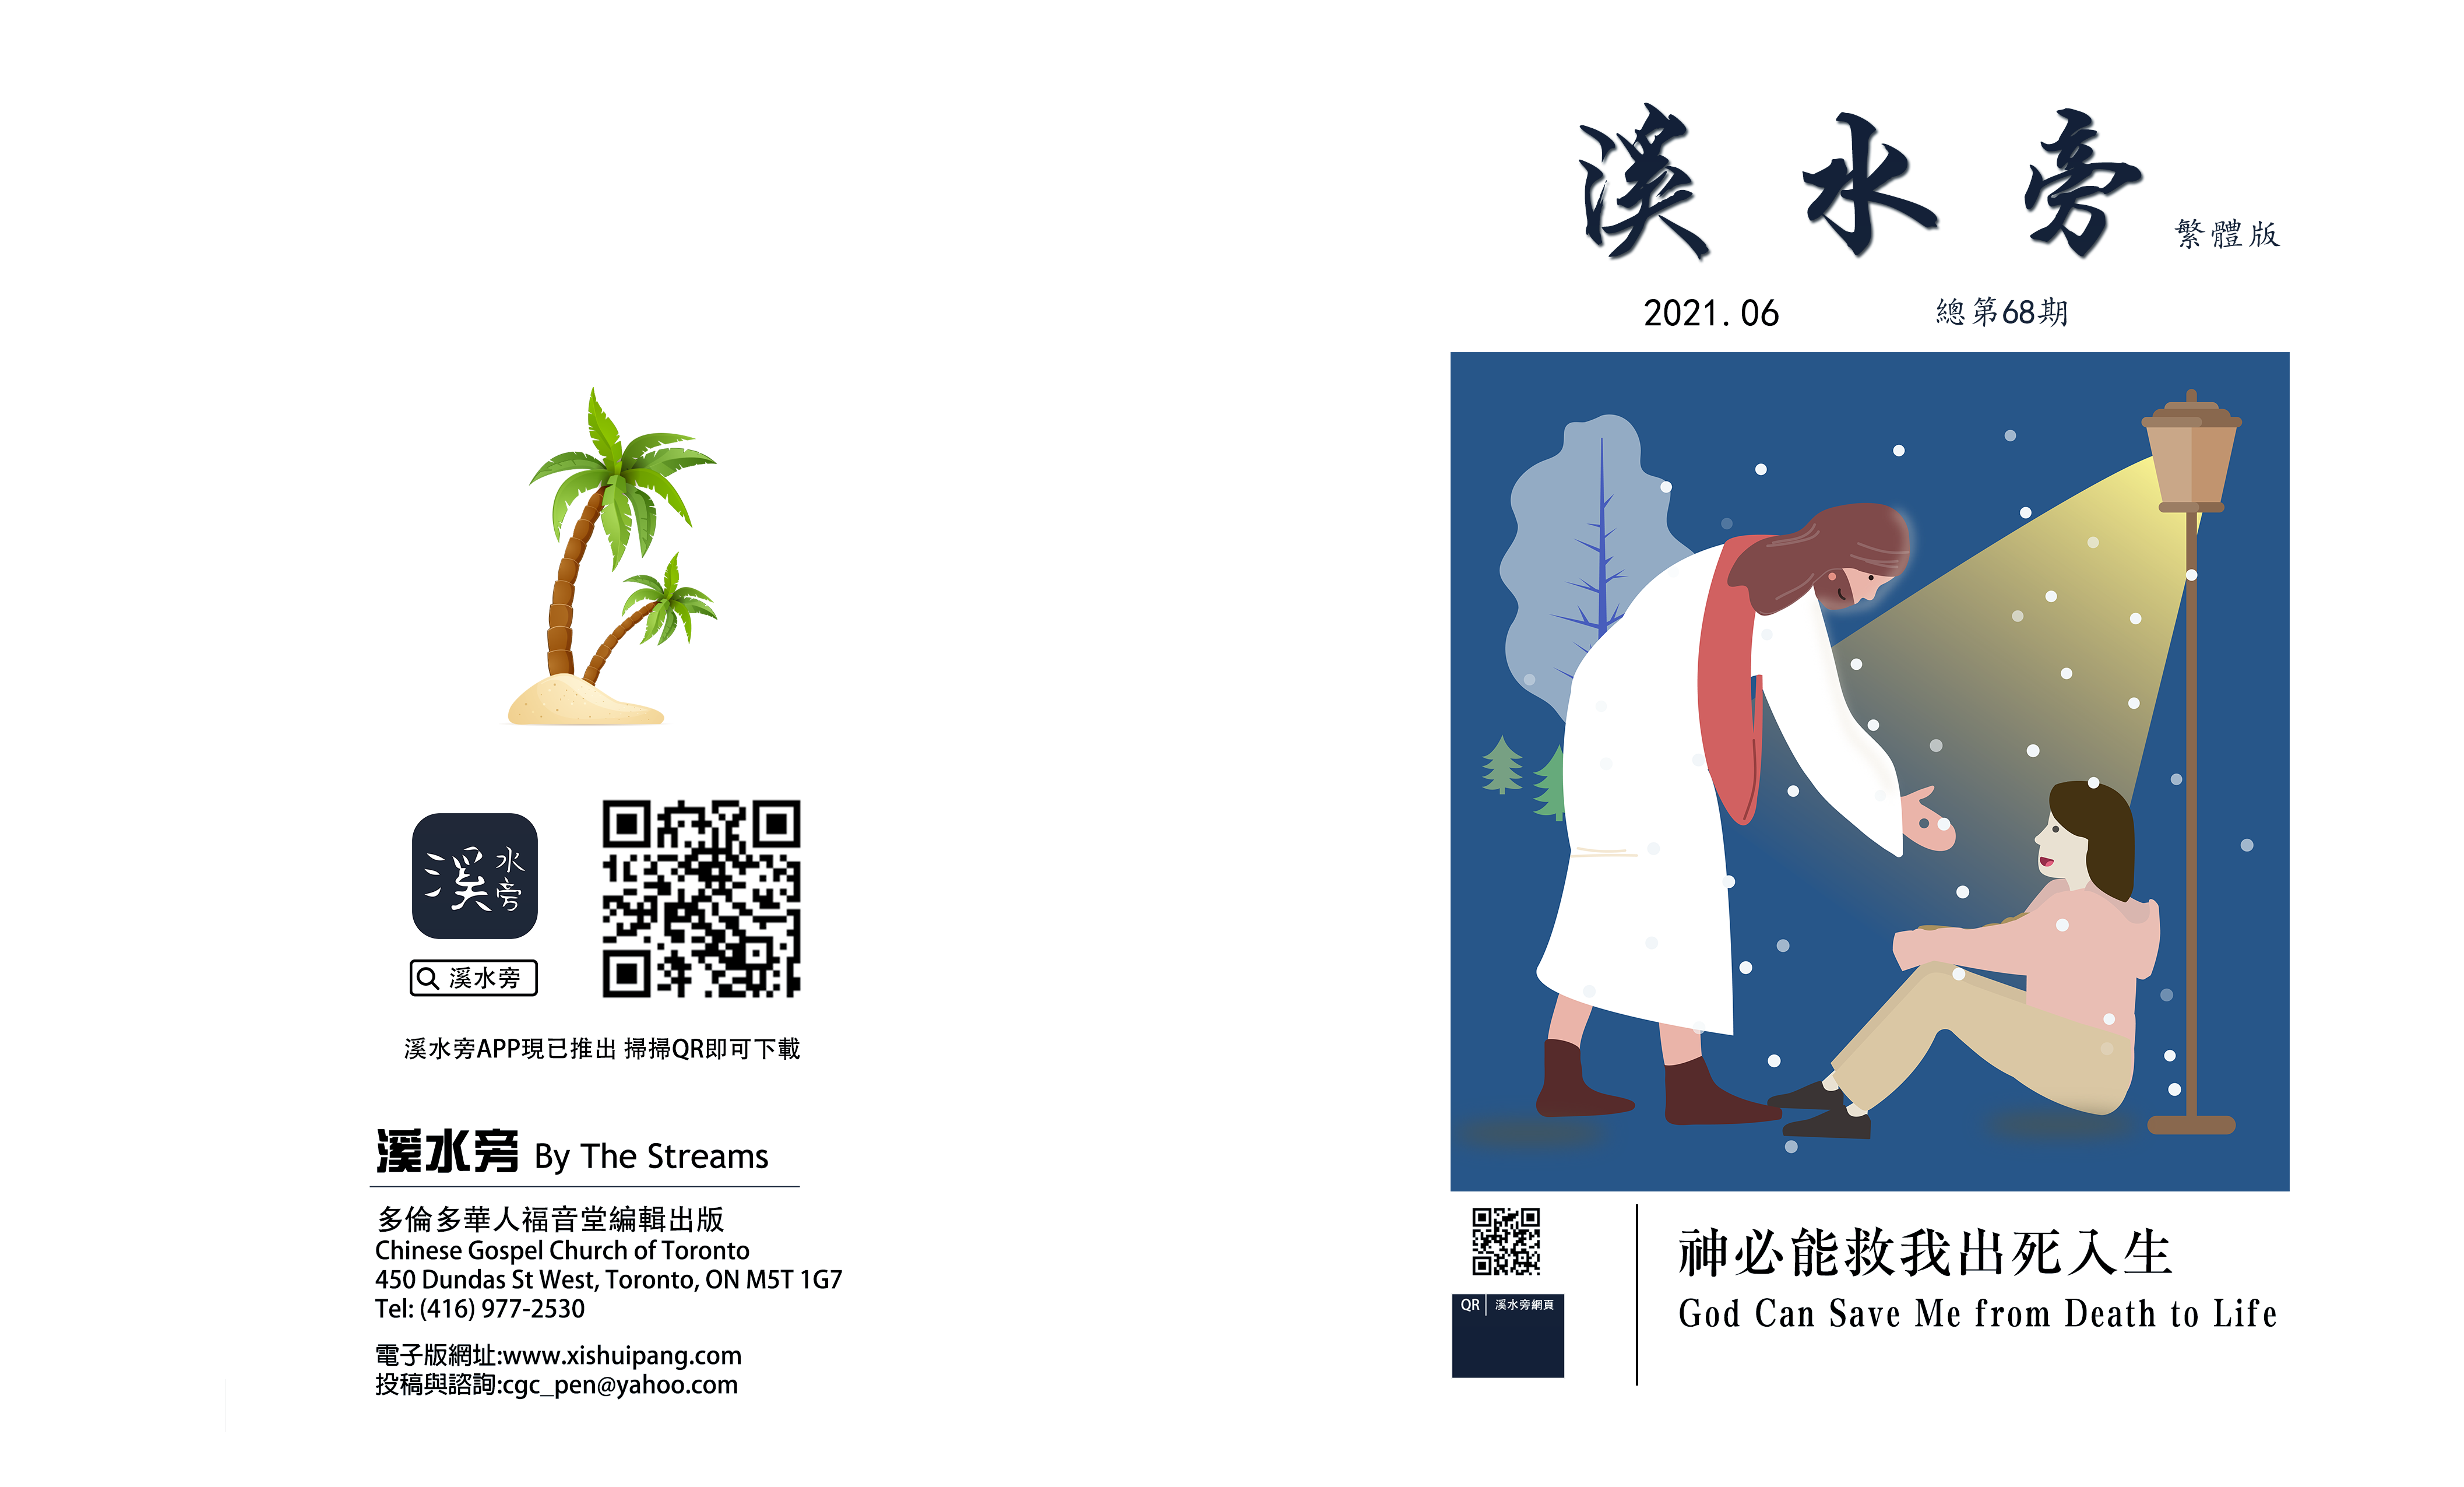 溪水旁
溪水旁
溪水旁APP現已推出 掃掃QR即可下載
溪水旁 By The Streams
多倫多華人福音堂編輯出版
Chinese Gospel Church of Toronto
450 Dundas St West, Toronto, ON M5T 1G7
Tel: (416) 977-2530
電子版網址:www.xishuipang.com
投稿與諮詢:cgc_pen@yahoo.com
溪水旁 繁體版
2021. 06 總第68期
QR 溪水旁網頁
神必能救我出死入生
God Can Save Me from Death to Life